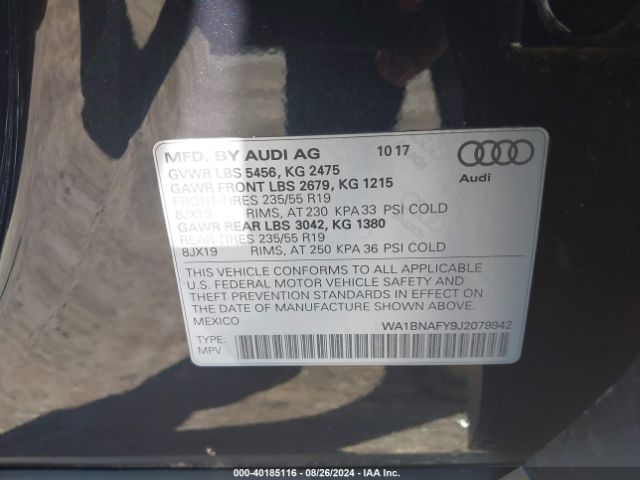 MFD. BY AUDI AG 10 17
GVWR LBS 5456, KG 2475
GAWR FRONT LBS 2679, KG 1215
FRONT-TIRES 235/55 R19
8JX19 RIMS, AT 230 KPA 33 PSI COLD
GAWR REAR LBS 3042, KG 1380
REAR-TIRES 235/55 R19
8JX19 RIMS, AT 250 KPA 36 PSI COLD
Audi
THIS VEHICLE CONFORMS TO ALL APPLICABLE
U.S. FEDERAL MOTOR VEHICLE SAFETY AND
THEFT PREVENTION STANDARDS IN EFFECT ON
THE DATE OF MANUFACTURE SHOWN ABOVE.
MEXICO WA1BNAFY9J2079942
TYPE:
MPV
000-40185116 - 08/26/2024 - IAA Inc.